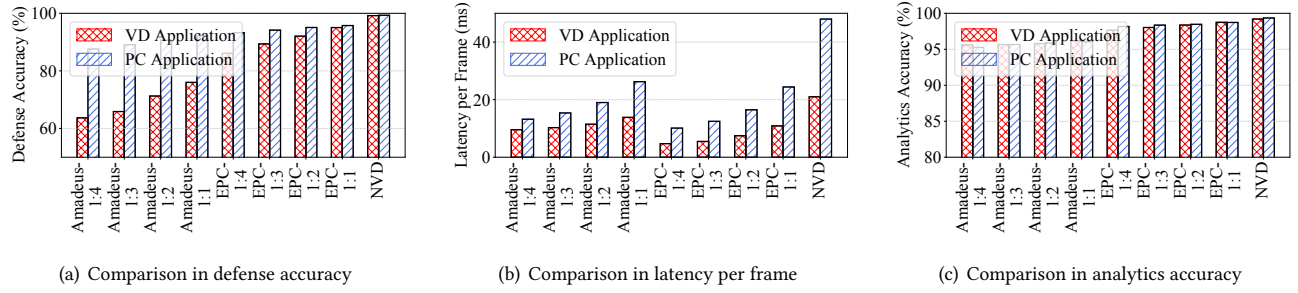 100
80
60
Defense Accuracy (%)
VD Application
PC Application
Amadeus-
1:4
Amadeus-
1:3
Amadeus-
1:2
Amadeus-
1:1
EPC-
1:4
EPC-
1:3
EPC-
1:2
EPC-
1:1
NVD
(a) Comparison in defense accuracy
40
20
0
Latency per Frame (ms)
VD Application
PC Application
Amadeus-
1:4
Amadeus-
1:3
Amadeus-
1:2
Amadeus-
1:1
EPC-
1:4
EPC-
1:3
EPC-
1:2
EPC-
1:1
NVD
(b) Comparison in latency per frame
100
95
90
85
80
Analytics Accuracy (%)
VD Application
PC Application
Amadeus-
1:4
Amadeus-
1:3
Amadeus-
1:2
Amadeus-
1:1
EPC-
1:4
EPC-
1:3
EPC-
1:2
EPC-
1:1
NVD
(c) Comparison in analytics accuracy